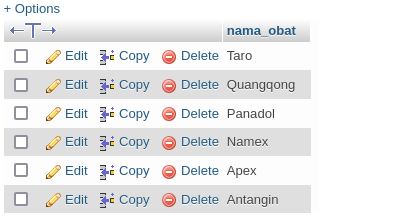 + Options
nama_obat
Edit Copy Delete Taro
Edit Copy Delete Quangqong
Edit Copy Delete Panadol
Edit Copy Delete Namex
Edit Copy Delete Apex
Edit Copy Delete Antangin